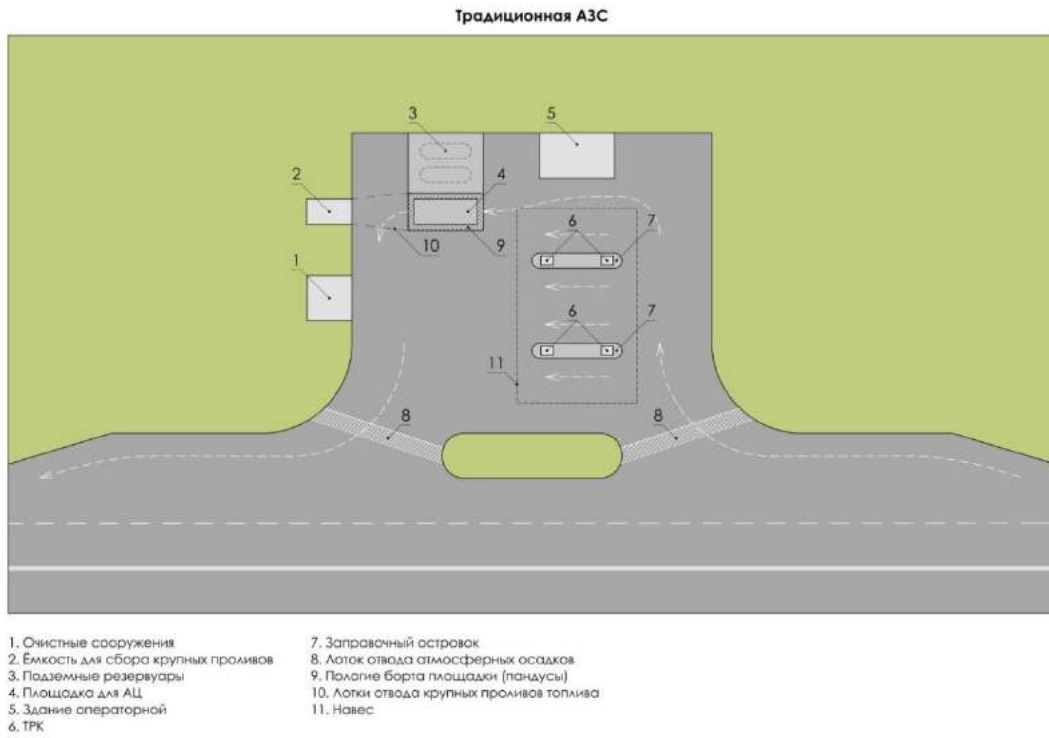 Традиционная АЗС
3
5
2
4
6
7
10
9
1
6
7
11
8
8
1. Очистные сооружения
2. Ёмкость для сбора крупных проливов
3. Подземные резервуары
4. Площадка для АЦ
5. Здание операторной
6. ТРК
7. Заправочный островок
8. Лоток отвода атмосферных осадков
9. Пологие борта площадки (пандусы)
10. Лотки отвода крупных проливов топлива
11. Навес